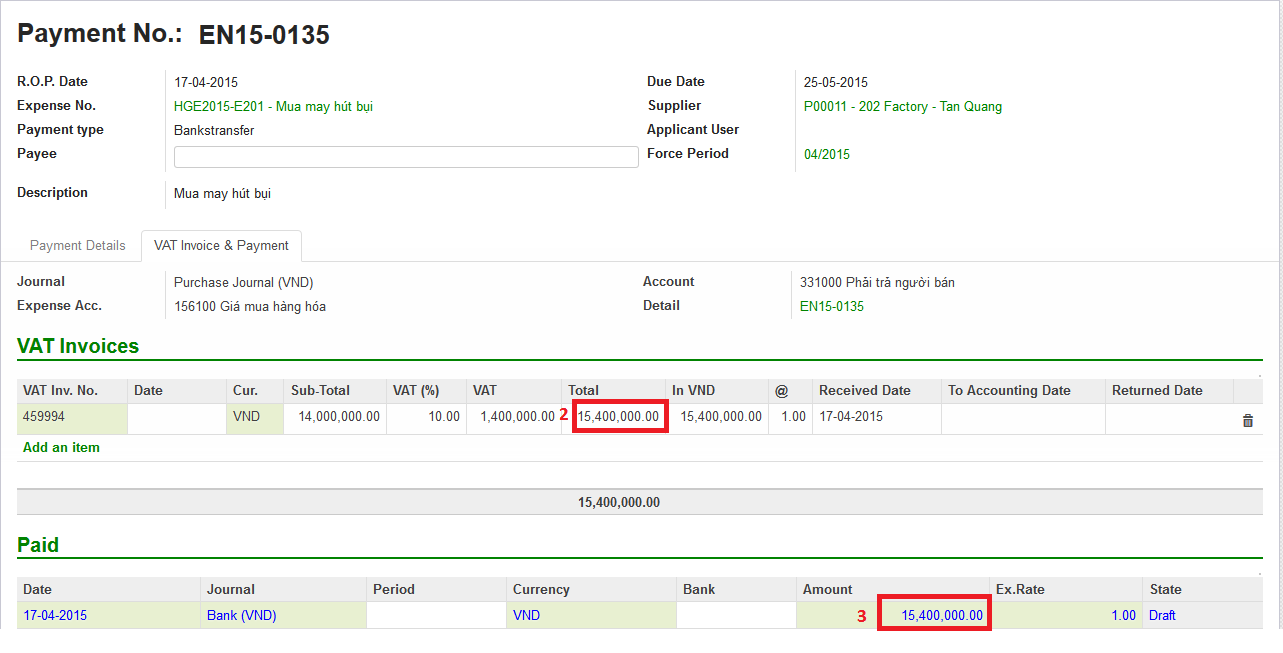 Payment No.: EN15-0135
R.O.P. Date 17-04-2015 Due Date 25-05-2015
Expense No. HGE2015-E201 - Mua may hút bụi Supplier P00011 - 202 Factory - Tan Quang
Payment type Bankstransfer Applicant User
Payee Force Period 04/2015
Description Mua may hút bụi
Payment Details VAT Invoice & Payment
Journal Purchase Journal (VND) Account 331000 Phải trã người bán
Expense Acc. 156100 Giá mua hàng hóa Detail EN15-0135
VAT Invoices
VAT Inv. No. Date Cur. Sub-Total VAT (%) VAT Total In VND @ Received Date To Accounting Date Returned Date
459994 VND 14,000,000.00 10.00 1,400,000.00 2 15,400,000.00 15,400,000.00 1.00 17-04-2015
Add an item
15,400,000.00
Paid
Date Journal Period Currency Bank Amount Ex.Rate State
17-04-2015 Bank (VND) VND 3 15,400,000.00 1.00 Draft